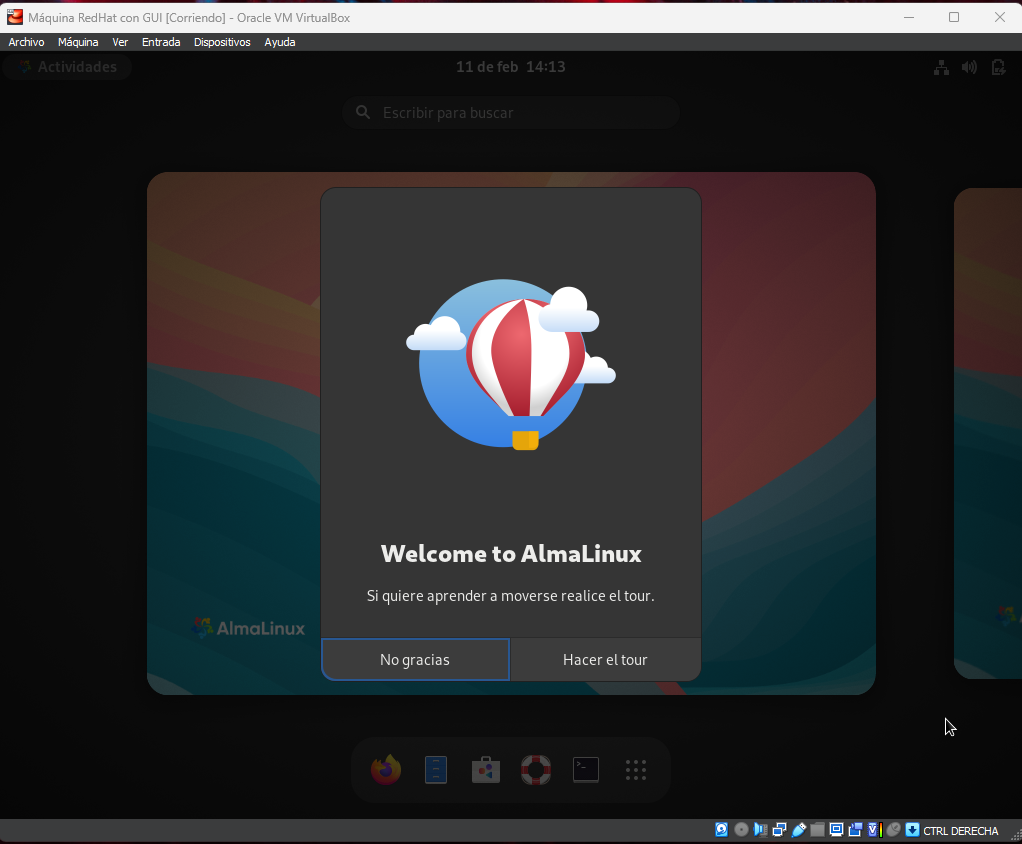 Máquina RedHat con GUI [Corriendo] - Oracle VM VirtualBox
Archivo Máquina Ver Entrada Dispositivos Ayuda
Actividades 11 de feb 14:13
Escribir para buscar
Welcome to AlmaLinux
Si quiere aprender a moverse realice el tour.
AlmaLinux
No gracias Hacer el tour
CTRL DERECHA